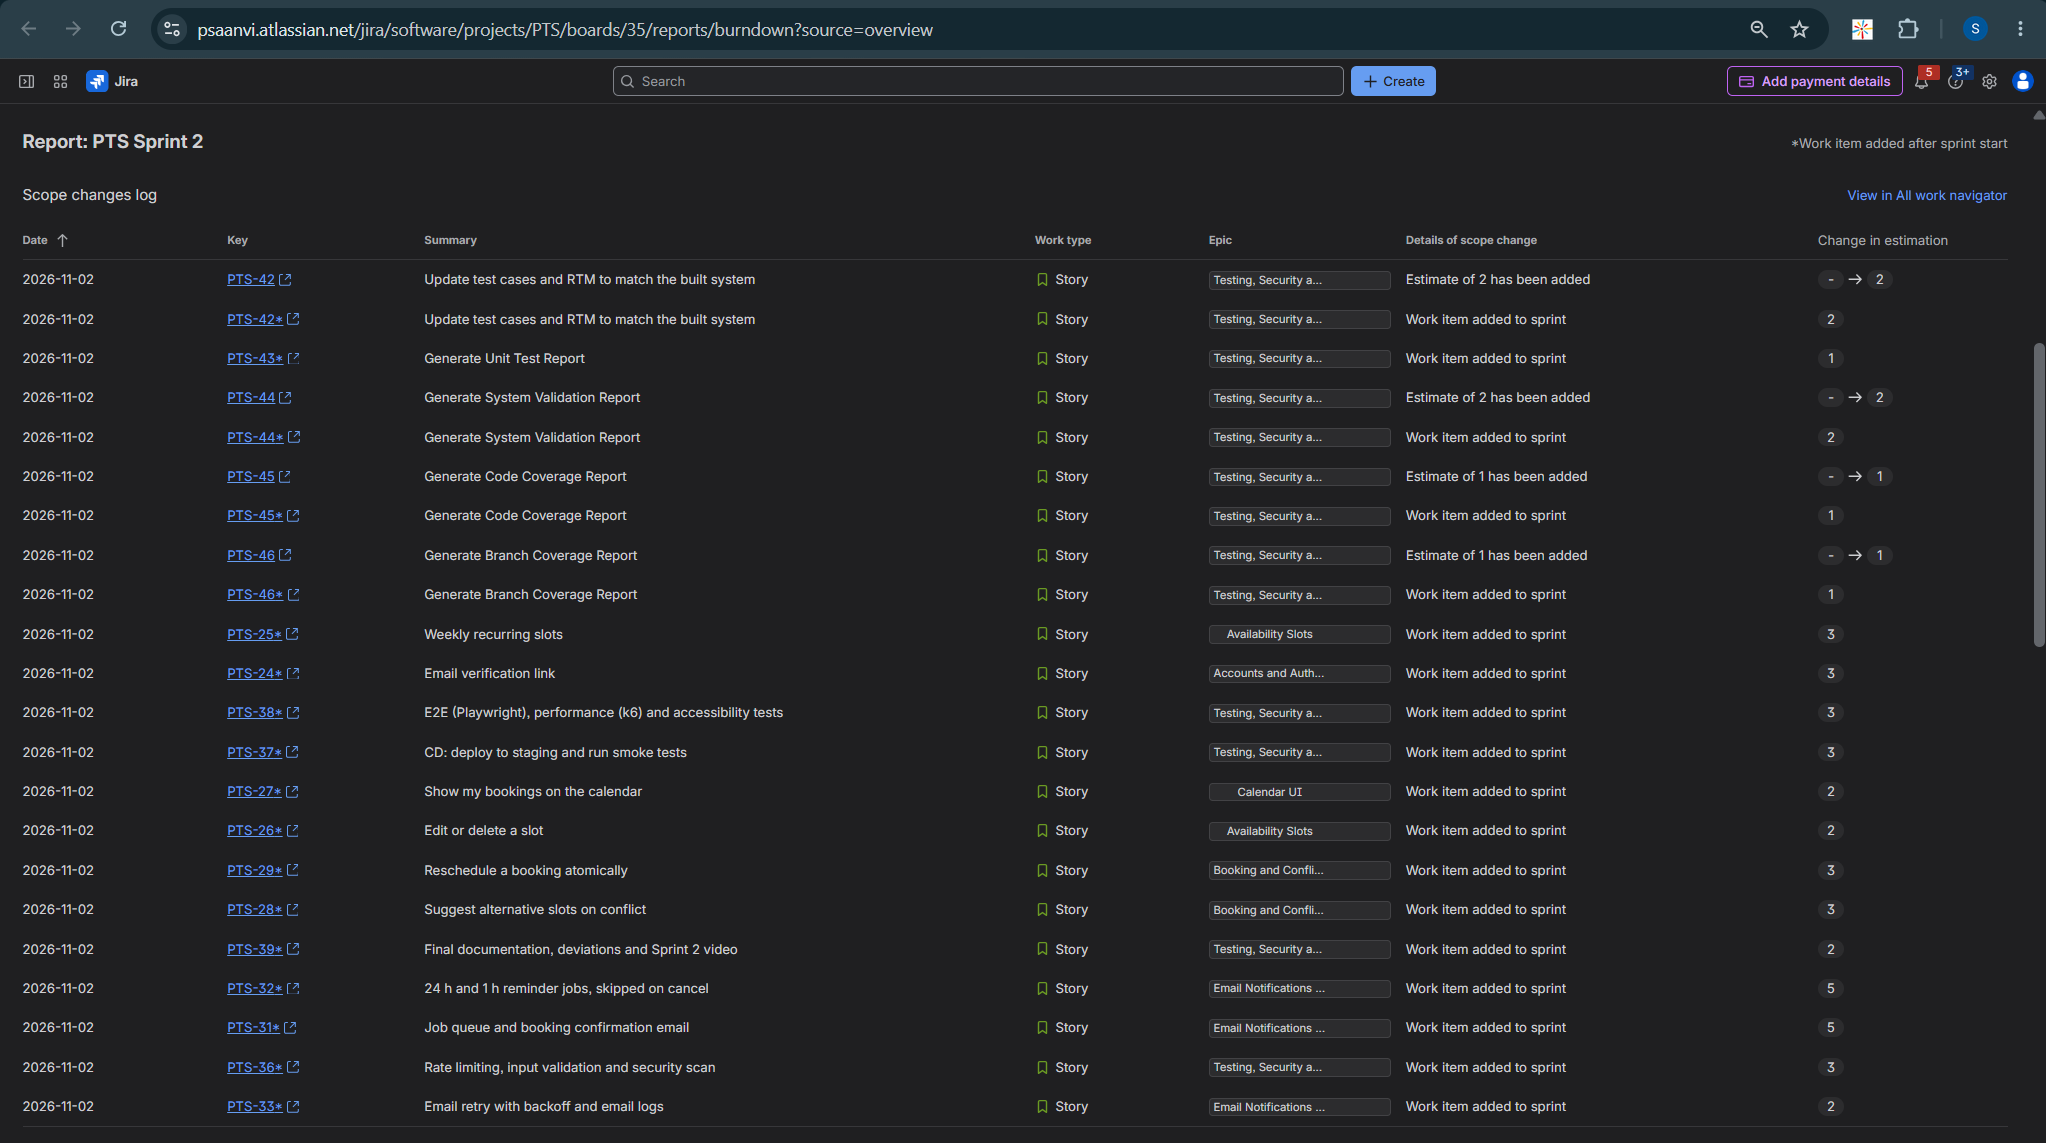 psaanvi.atlassian.net/jira/software/projects/PTS/boards/35/reports/burndown?source=overview
S
Jira
Search
+ Create
Add payment details
5
3+
Report: PTS Sprint 2
*Work item added after sprint start
Scope changes log
View in All work navigator
Date ↑ Key Summary Work type Epic Details of scope change Change in estimation
2026-11-02 PTS-42 Update test cases and RTM to match the built system Story Testing, Security a... Estimate of 2 has been added - → 2
2026-11-02 PTS-42* Update test cases and RTM to match the built system Story Testing, Security a... Work item added to sprint 2
2026-11-02 PTS-43* Generate Unit Test Report Story Testing, Security a... Work item added to sprint 1
2026-11-02 PTS-44 Generate System Validation Report Story Testing, Security a... Estimate of 2 has been added - → 2
2026-11-02 PTS-44* Generate System Validation Report Story Testing, Security a... Work item added to sprint 2
2026-11-02 PTS-45 Generate Code Coverage Report Story Testing, Security a... Estimate of 1 has been added - → 1
2026-11-02 PTS-45* Generate Code Coverage Report Story Testing, Security a... Work item added to sprint 1
2026-11-02 PTS-46 Generate Branch Coverage Report Story Testing, Security a... Estimate of 1 has been added - → 1
2026-11-02 PTS-46* Generate Branch Coverage Report Story Testing, Security a... Work item added to sprint 1
2026-11-02 PTS-25* Weekly recurring slots Story Availability Slots Work item added to sprint 3
2026-11-02 PTS-24* Email verification link Story Accounts and Auth... Work item added to sprint 3
2026-11-02 PTS-38* E2E (Playwright), performance (k6) and accessibility tests Story Testing, Security a... Work item added to sprint 3
2026-11-02 PTS-37* CD: deploy to staging and run smoke tests Story Testing, Security a... Work item added to sprint 3
2026-11-02 PTS-27* Show my bookings on the calendar Story Calendar UI Work item added to sprint 2
2026-11-02 PTS-26* Edit or delete a slot Story Availability Slots Work item added to sprint 2
2026-11-02 PTS-29* Reschedule a booking atomically Story Booking and Confli... Work item added to sprint 3
2026-11-02 PTS-28* Suggest alternative slots on conflict Story Booking and Confli... Work item added to sprint 3
2026-11-02 PTS-39* Final documentation, deviations and Sprint 2 video Story Testing, Security a... Work item added to sprint 2
2026-11-02 PTS-32* 24 h and 1 h reminder jobs, skipped on cancel Story Email Notifications ... Work item added to sprint 5
2026-11-02 PTS-31* Job queue and booking confirmation email Story Email Notifications ... Work item added to sprint 5
2026-11-02 PTS-36* Rate limiting, input validation and security scan Story Testing, Security a... Work item added to sprint 3
2026-11-02 PTS-33* Email retry with backoff and email logs Story Email Notifications ... Work item added to sprint 2